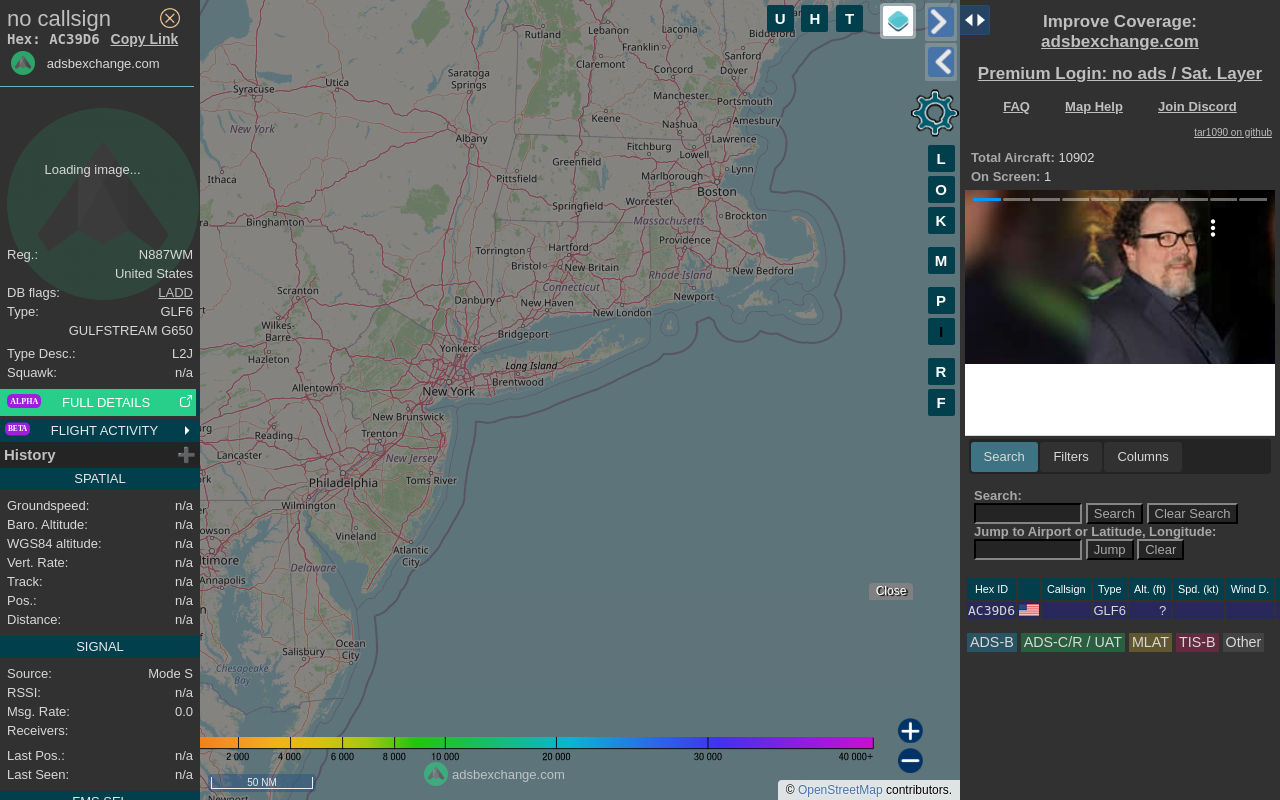 no callsign
Hex: AC39D6 Copy Link
adsbexchange.com
Loading image...
Reg.: N887WM
United States
DB flags: LADD
Type: GLF6
GULFSTREAM G650
Type Desc.: L2J
Squawk: n/a
ALPHA FULL DETAILS
BETA FLIGHT ACTIVITY
History
SPATIAL
Groundspeed: n/a
Baro. Altitude: n/a
WGS84 altitude: n/a
Vert. Rate: n/a
Track: n/a
Pos.: n/a
Distance: n/a
SIGNAL
Source: Mode S
RSSI: n/a
Msg. Rate: 0.0
Receivers:
Last Pos.: n/a
Last Seen: n/a
FMS SEL
U H T
L
O
K
M
P
I
R
F
Rutland
Lebanon
Laconia
Biddeford
Franklin
Sanford
Claremont
Concord
Dover
Saratoga
Springs
Utica
Syracuse
Manchester
Portsmouth
Keene
Nashua
Amesbury
New York
Albany
Fitchburg
Lawrence
Greenfield
Lowell
Ithaca
Pittsfield
Marlborough
Lynn
Worcester
Boston
Springfield
Binghamton
Massachusetts
Brockton
Torrington
Hartford
Providence
Bristol
New Britain
Rhode Island
New Bedford
Scranton
Connecticut
Danbury
New Haven
Newport
New London
Wilkes-
Barre
Bridgeport
Yonkers
Hazleton
Long Island
Brentwood
Allentown
New York
New Brunswick
Reading
Trenton
Lancaster
New Jersey
Philadelphia
Toms River
Wilmington
Vineland
Atlantic
City
Annapolis
Delaware
Ocean
City
Salisbury
Chesapeake
Bay
Newport
Close
2 000 4 000 6 000 8 000 10 000 20 000 30 000 40 000+
50 NM
adsbexchange.com
© OpenStreetMap contributors.
Improve Coverage:
adsbexchange.com
Premium Login: no ads / Sat. Layer
FAQ Map Help Join Discord
tar1090 on github
Total Aircraft: 10902
On Screen: 1
Search Filters Columns
Search:
Search Clear Search
Jump to Airport or Latitude, Longitude:
Jump Clear
Hex ID Callsign Type Alt. (ft) Spd. (kt) Wind D.
AC39D6 GLF6 ?
ADS-B ADS-C/R / UAT MLAT TIS-B Other